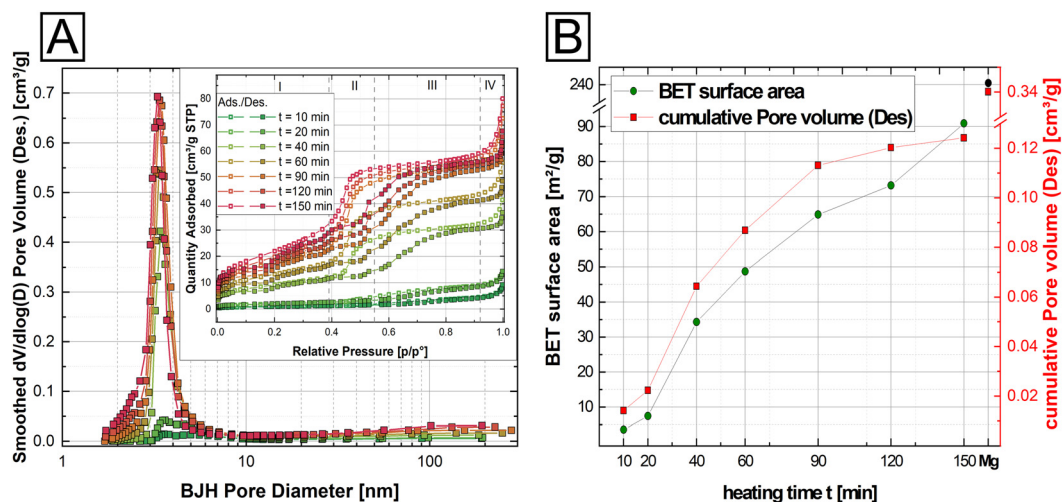 A
Smoothed dV/dlog(D) Pore Volume (Des.) [cm³/g]
0.7
0.6
0.5
0.4
0.3
0.2
0.1
0.0
1
10
100
BJH Pore Diameter [nm]
I
II
III
IV
Ads./Des.
t = 10 min
t = 20 min
t = 40 min
t = 60 min
t = 90 min
t =120 min
t =150 min
Quantity Adsorbed [cm³/g STP]
80
70
60
50
40
30
20
10
0
0.0
0.2
0.4
0.6
0.8
1.0
Relative Pressure [p/p°]
B
BET surface area
cumulative Pore volume (Des)
BET surface area [m²/g]
240
90
80
70
60
50
40
30
20
10
10 20 40 60 90 120 150 Mg
heating time t [min]
0.34
0.12
0.10
0.08
0.06
0.04
0.02
cumulative Pore volume (Des) [cm³/g]